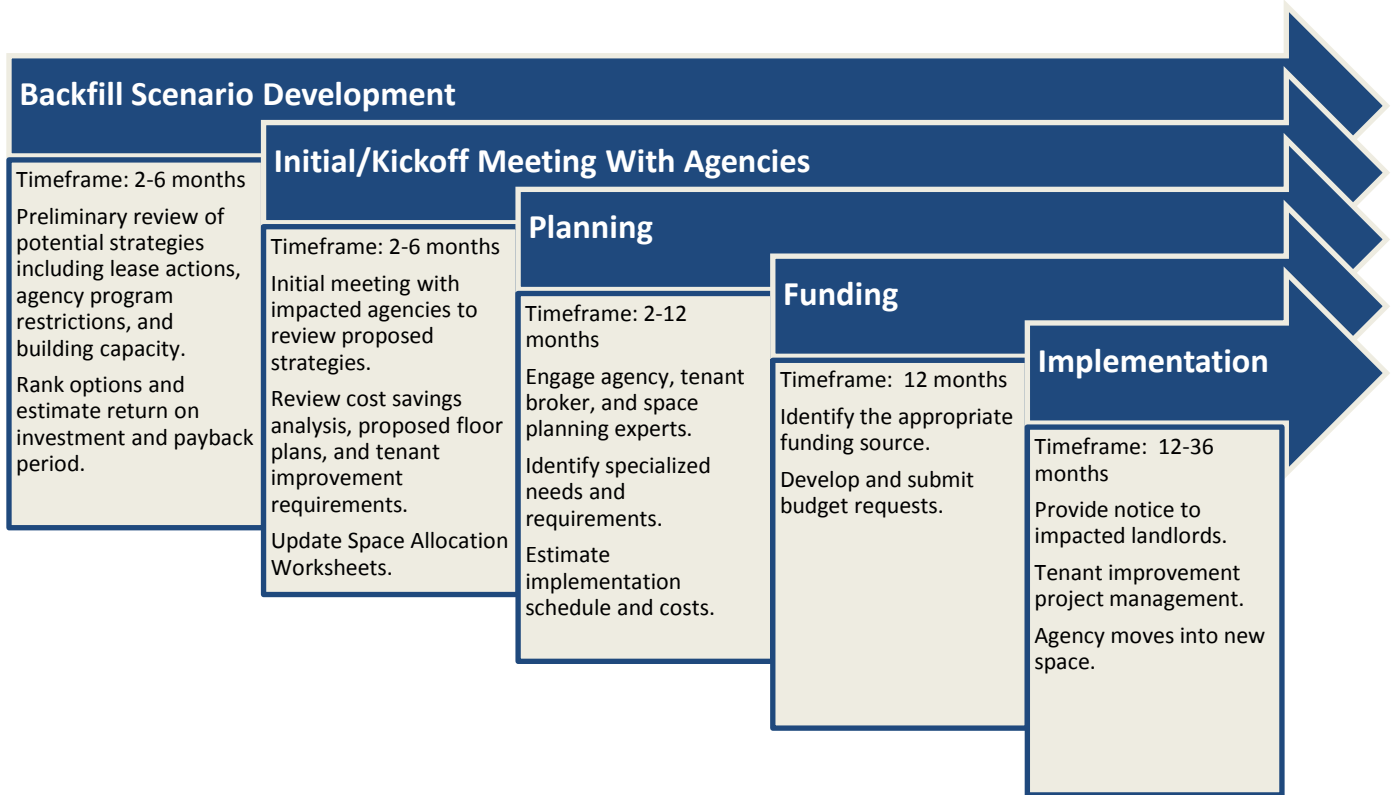 Backfill Scenario Development
Timeframe: 2-6 months
Preliminary review of
potential strategies
including lease actions,
agency program
restrictions, and
building capacity.
Rank options and
estimate return on
investment and payback
period.
Initial/Kickoff Meeting With Agencies
Timeframe: 2-6 months
Initial meeting with
impacted agencies to
review proposed
strategies.
Review cost savings
analysis, proposed floor
plans, and tenant
improvement
requirements.
Update Space Allocation
Worksheets.
Planning
Timeframe: 2-12
months
Engage agency, tenant
broker, and space
planning experts.
Identify specialized
needs and
requirements.
Estimate
implementation
schedule and costs.
Funding
Timeframe:  12 months
Identify the appropriate
funding source.
Develop and submit
budget requests.
Implementation
Timeframe:  12-36
months
Provide notice to
impacted landlords.
Tenant improvement
project management.
Agency moves into new
space.